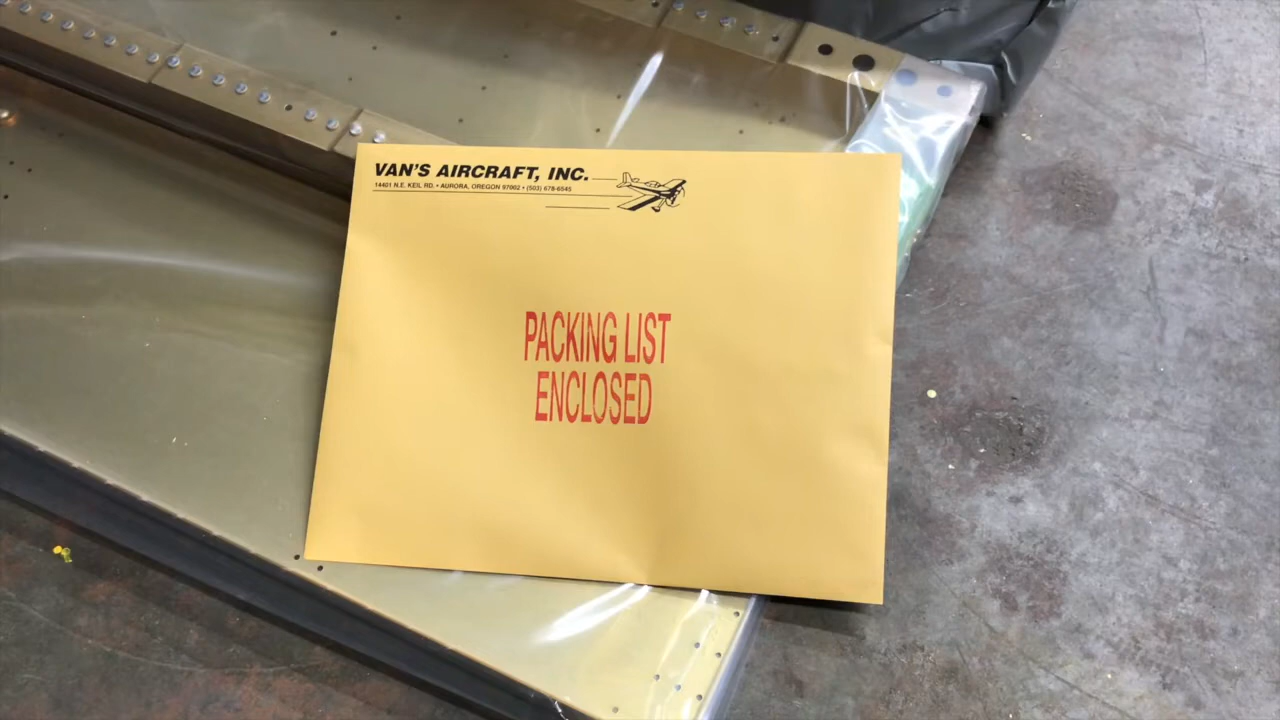 VAN'S AIRCRAFT, INC.
14401 N.E. KEIL RD. • AURORA, OREGON 97002 • (503) 678-6545
PACKING LIST
ENCLOSED